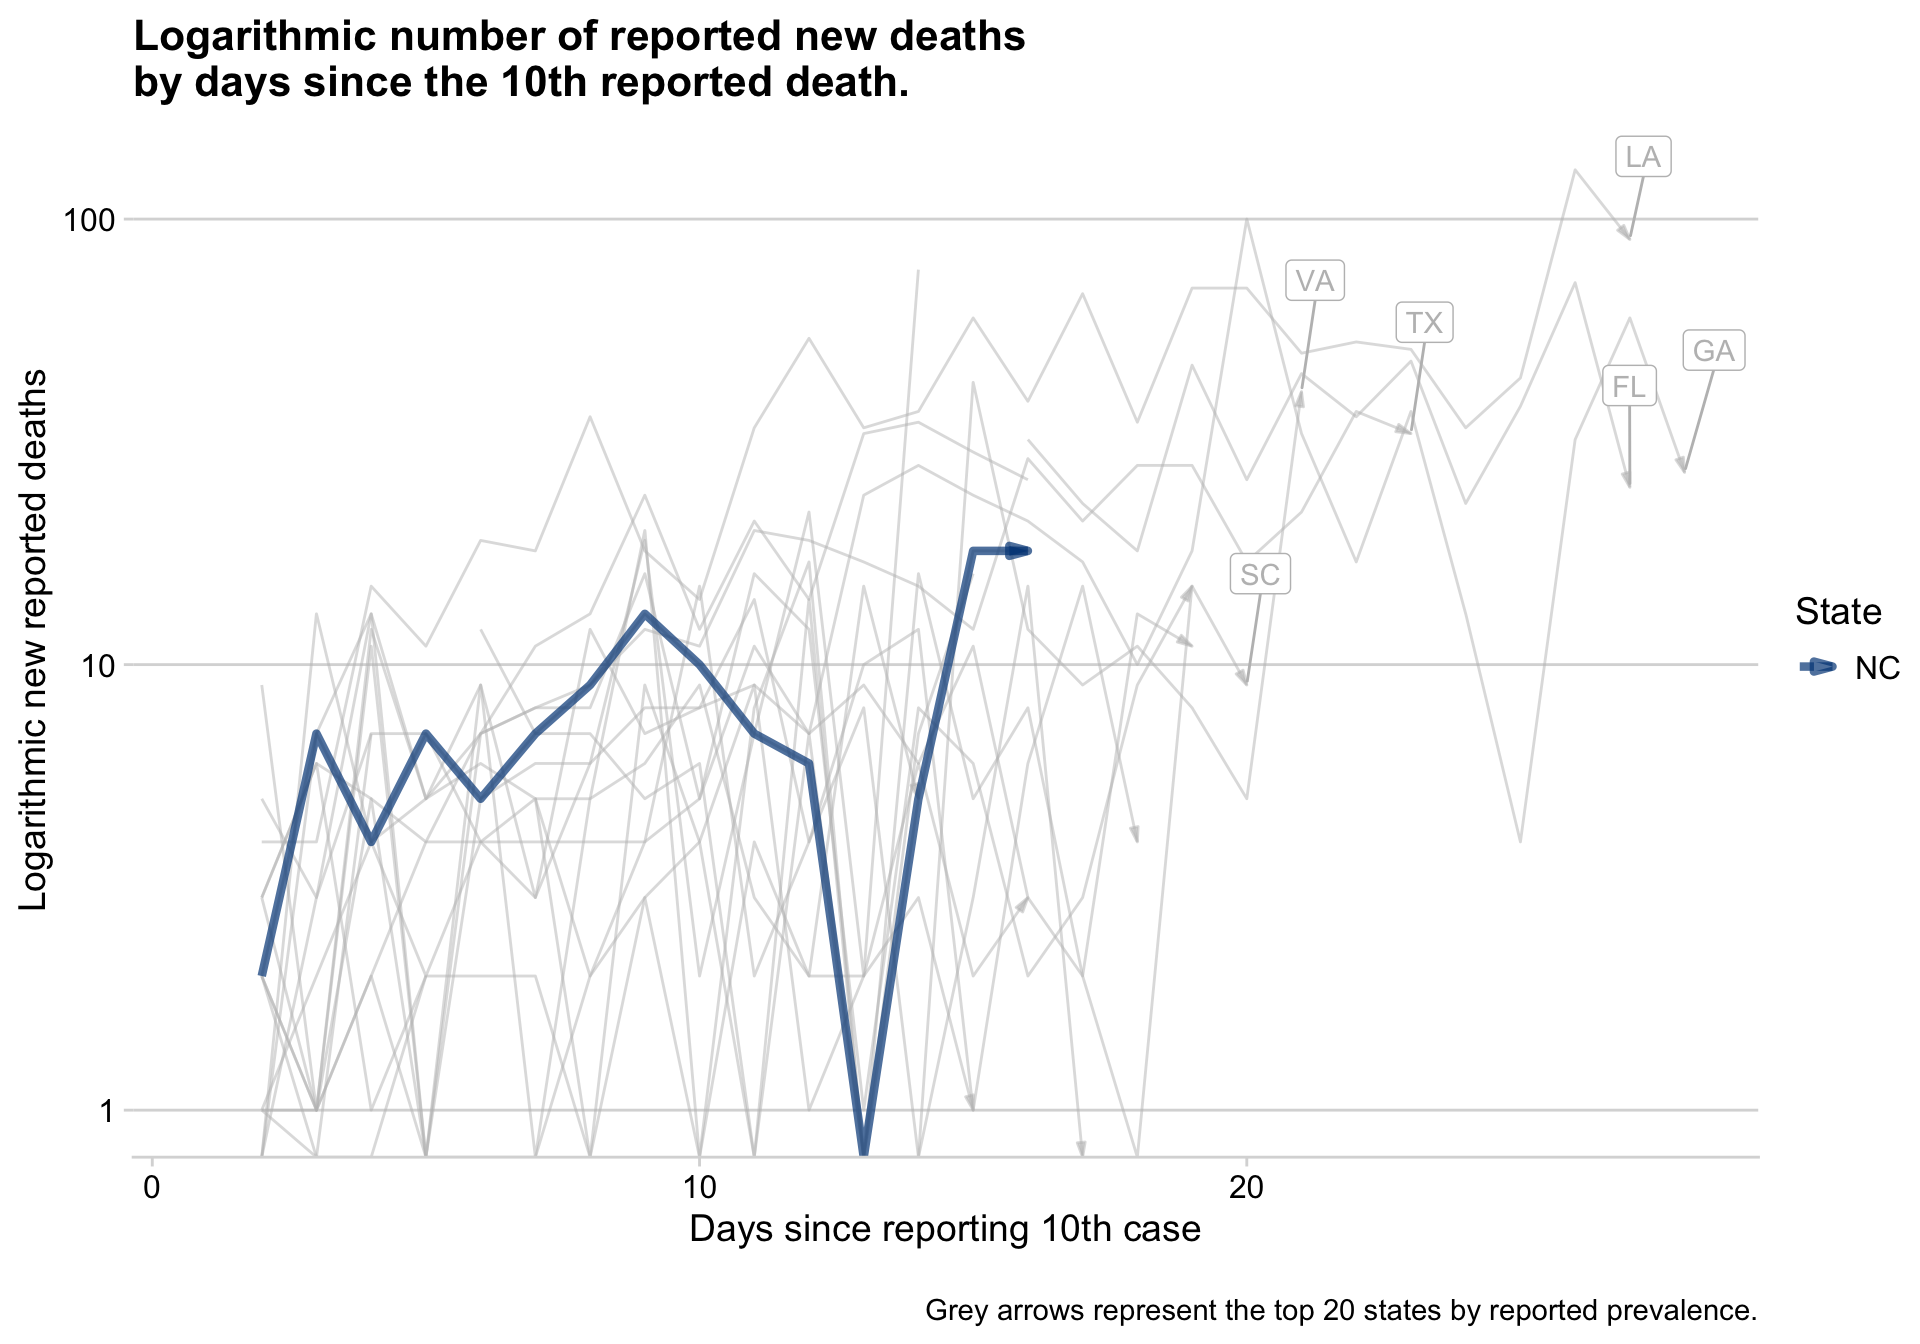 Logarithmic number of reported new deaths
by days since the 10th reported death.
LA
100
VA
TX
GA
FL
SC
Logarithmic new reported deaths
State
NC
10
1
0
10
20
Days since reporting 10th case
Grey arrows represent the top 20 states by reported prevalence.